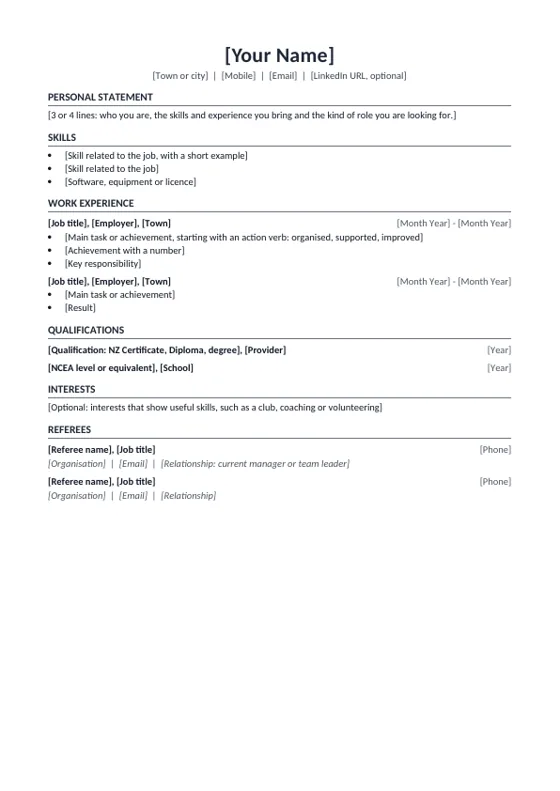 [Your Name]
[Town or city] | [Mobile] | [Email] | [LinkedIn URL, optional]
PERSONAL STATEMENT
[3 or 4 lines: who you are, the skills and experience you bring and the kind of role you are looking for.]
SKILLS
• [Skill related to the job, with a short example]
• [Skill related to the job]
• [Software, equipment or licence]
WORK EXPERIENCE
[Job title], [Employer], [Town] [Month Year] - [Month Year]
• [Main task or achievement, starting with an action verb: organised, supported, improved]
• [Achievement with a number]
• [Key responsibility]
[Job title], [Employer], [Town] [Month Year] - [Month Year]
• [Main task or achievement]
• [Result]
QUALIFICATIONS
[Qualification: NZ Certificate, Diploma, degree], [Provider] [Year]
[NCEA level or equivalent], [School] [Year]
INTERESTS
[Optional: interests that show useful skills, such as a club, coaching or volunteering]
REFEREES
[Referee name], [Job title] [Phone]
[Organisation] | [Email] | [Relationship: current manager or team leader]
[Referee name], [Job title] [Phone]
[Organisation] | [Email] | [Relationship]